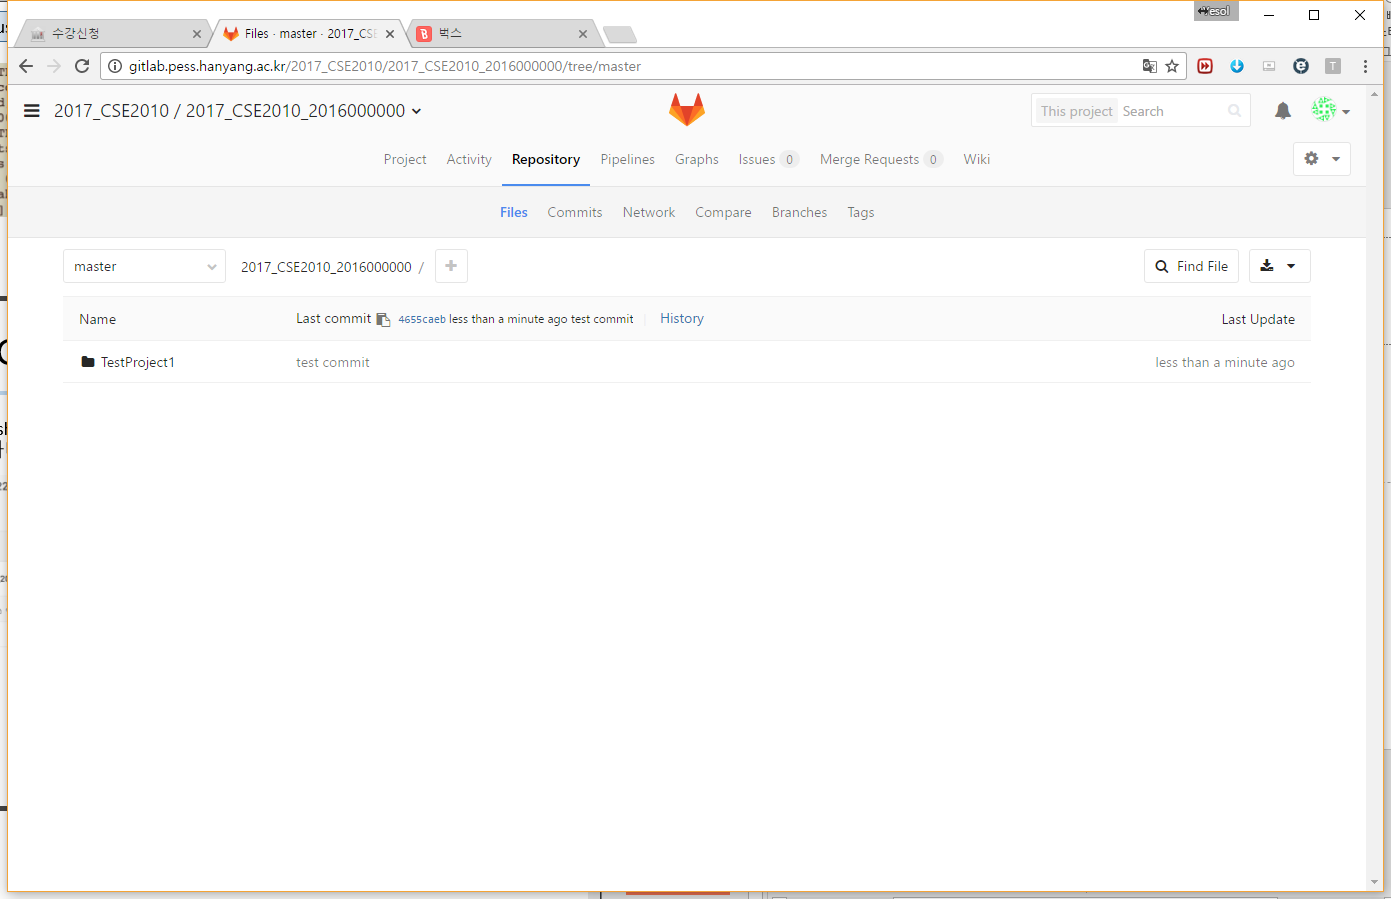 Yesol
수강신청
Files · master · 2017_CSE
벅스
gitlab.pess.hanyang.ac.kr/2017_CSE2010/2017_CSE2010_2016000000/tree/master
2017_CSE2010 / 2017_CSE2010_2016000000
This project Search
Project Activity Repository Pipelines Graphs Issues 0 Merge Requests 0 Wiki
Files Commits Network Compare Branches Tags
master 2017_CSE2010_2016000000 / + Find File
Name Last commit 4655caeb less than a minute ago test commit History Last Update
TestProject1 test commit less than a minute ago